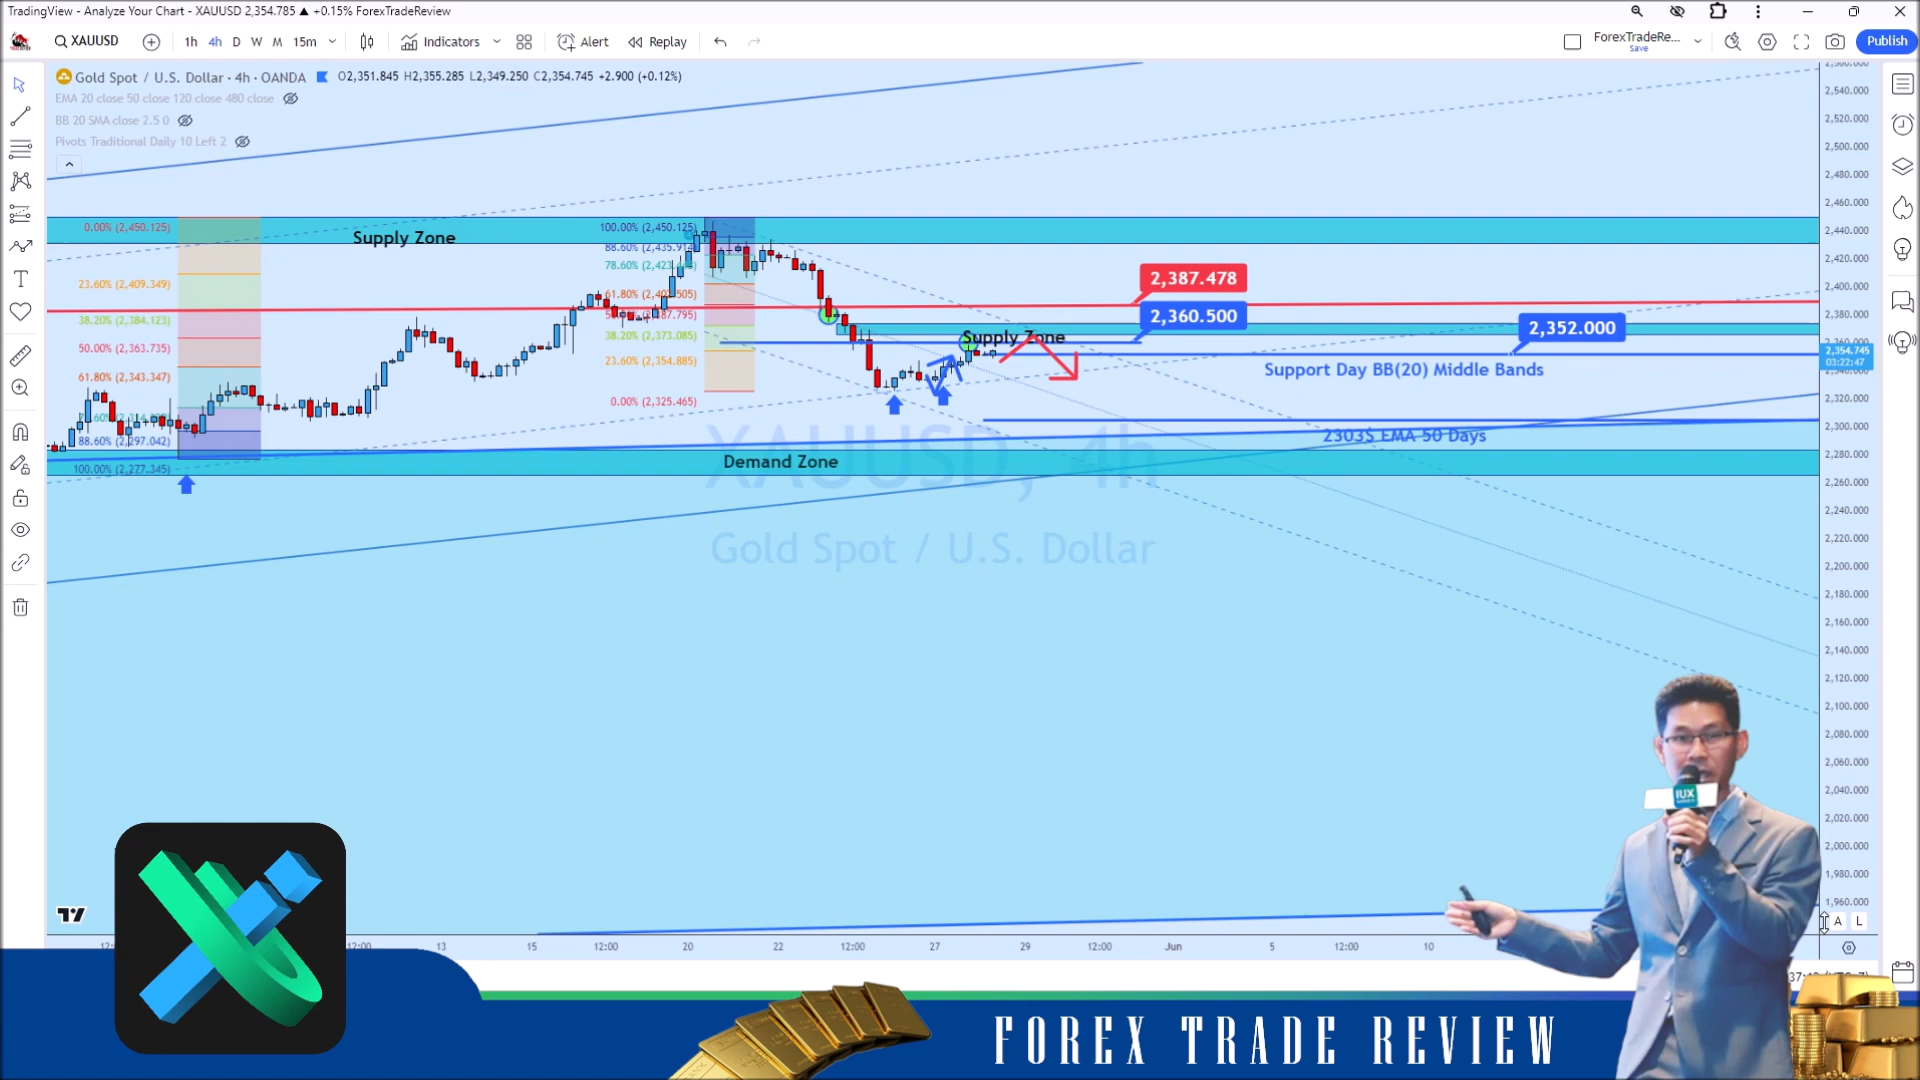 TradingView - Analyze Your Chart - XAUUSD 2,354.785 ▲ +0.15% ForexTradeReview
XAUUSD 1h 4h D W M 15m Indicators Alert Replay ForexTradeRe... Save Publish
Gold Spot / U.S. Dollar · 4h · OANDA O2,351.845 H2,355.285 L2,349.250 C2,354.745 +2.900 (+0.12%)
EMA 20 close 50 close 120 close 480 close
BB 20 SMA close 2.5 0
Pivots Traditional Daily 10 Left 2
2,540.000
2,520.000
2,500.000
2,480.000
2,460.000
2,440.000
2,420.000
2,400.000
2,380.000
2,354.745
03:22:47
2,320.000
2,300.000
2,280.000
2,260.000
2,240.000
2,220.000
2,200.000
2,180.000
2,160.000
2,140.000
2,120.000
2,100.000
2,080.000
2,060.000
2,040.000
2,020.000
2,000.000
1,980.000
1,960.000
A L
0.00% (2,450.125)
23.60% (2,409.349)
38.20% (2,384.123)
50.00% (2,363.735)
61.80% (2,343.347)
88.60% (2,297.042)
100.00% (2,277.345)
Supply Zone
100.00% (2,450.125)
88.60% (2,435.914)
78.60% (2,423
61.80% (2,402.505)
38.20% (2,373.085)
23.60% (2,354.885)
0.00% (2,325.465)
2,387.478
2,360.500
Supply Zone
2,352.000
Support Day BB(20) Middle Bands
2303$ EMA 50 Days
Demand Zone
XAUUSD, 4h
Gold Spot / U.S. Dollar
IUX
12:00 13 15 12:00 20 22 12:00 27 29 12:00 Jun 5 12:00 10
FOREX TRADE REVIEW